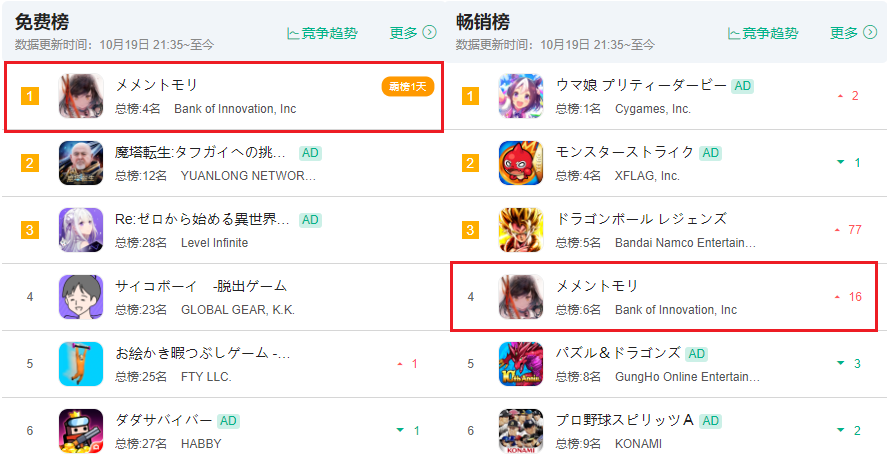 免费榜
数据更新时间：10月19日 21:35~至今
竞争趋势
更多
1
メメントモリ
总榜:4名 Bank of Innovation, Inc
霸榜1天
2
魔塔転生:タフガイへの挑... AD
总榜:12名 YUANLONG NETWOR...
3
Re:ゼロから始める異世界... AD
总榜:28名 Level Infinite
4
サイコボーイ　-脱出ゲーム
总榜:23名 GLOBAL GEAR, K.K.
5
お絵かき暇つぶしゲーム -...
总榜:25名 FTY LLC.
1
6
ダダサバイバー AD
总榜:27名 HABBY
1
畅销榜
数据更新时间：10月19日 21:35~至今
竞争趋势
更多
1
ウマ娘 プリティーダービー AD
总榜:1名 Cygames, Inc.
2
2
モンスターストライク AD
总榜:4名 XFLAG, Inc.
1
3
ドラゴンボール レジェンズ
总榜:5名 Bandai Namco Entertain...
77
4
メメントモリ
总榜:6名 Bank of Innovation, Inc
16
5
パズル＆ドラゴンズ AD
总榜:8名 GungHo Online Entertain...
3
6
プロ野球スピリッツＡ AD
总榜:9名 KONAMI
2